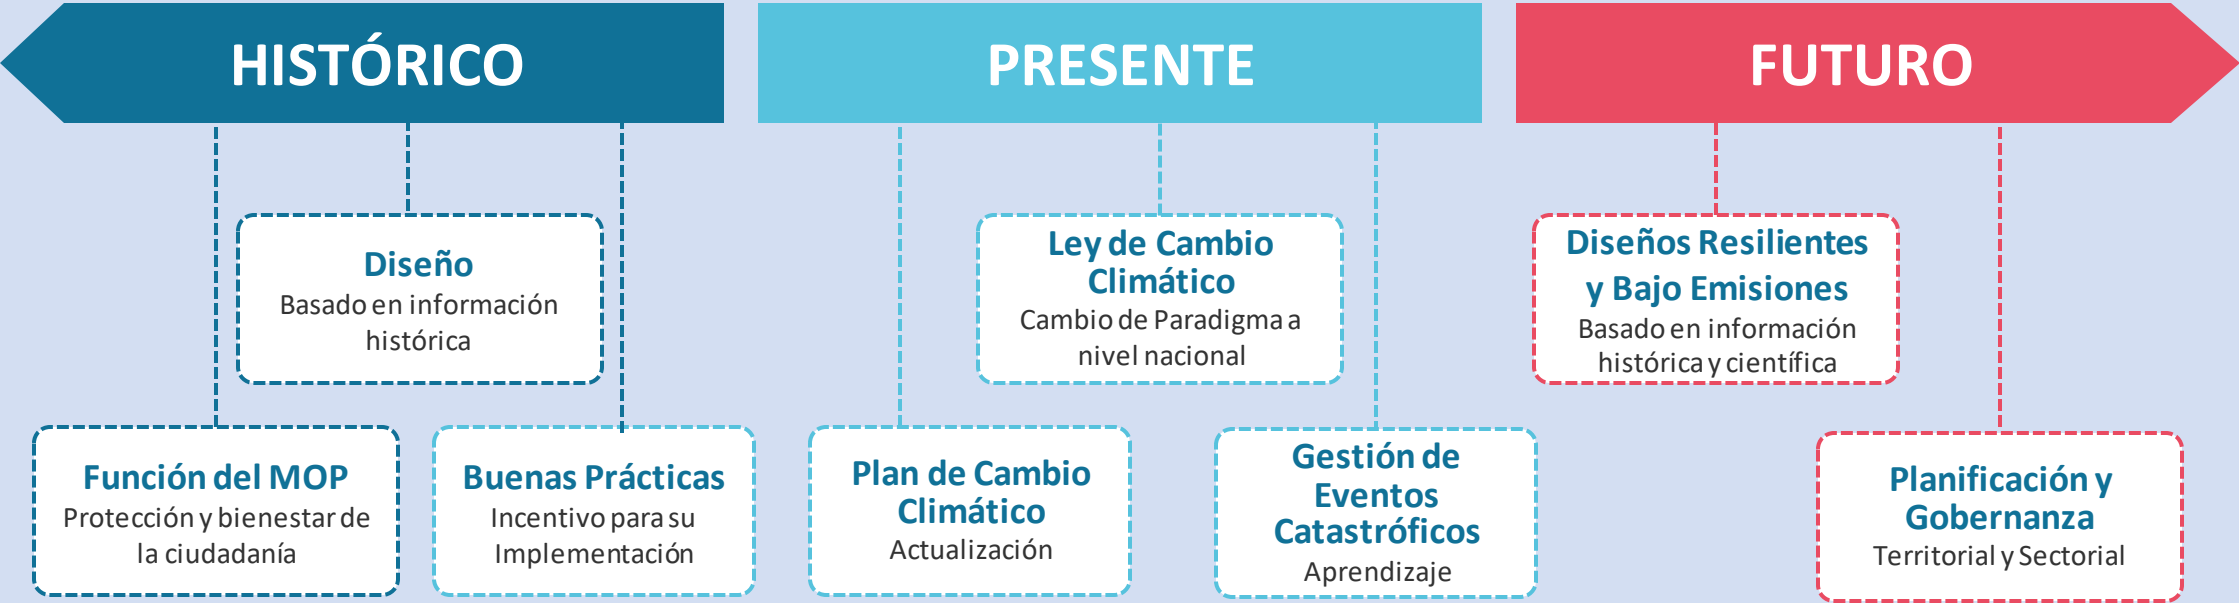 HISTÓRICO
PRESENTE
FUTURO
Diseño
Basado en información
histórica
Ley de Cambio
Climático
Cambio de Paradigma a
nivel nacional
Diseños Resilientes
y Bajo Emisiones
Basado en información
histórica y científica
Función del MOP
Protección y bienestar de
la ciudadanía
Buenas Prácticas
Incentivo para su
Implementación
Plan de Cambio
Climático
Actualización
Gestión de
Eventos
Catastróficos
Aprendizaje
Planificación y
Gobernanza
Territorial y Sectorial